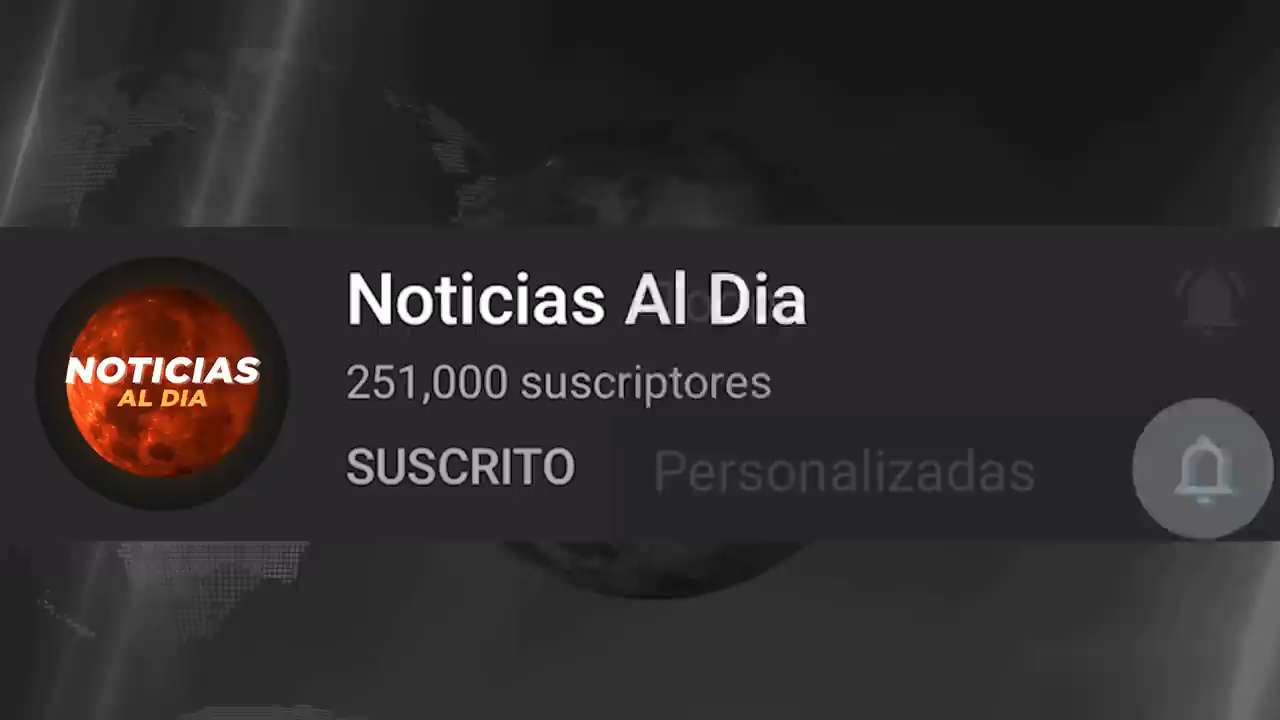 NOTICIAS
AL DIA
Noticias Al Dia
251,000 suscriptores
SUSCRITO
Personalizadas